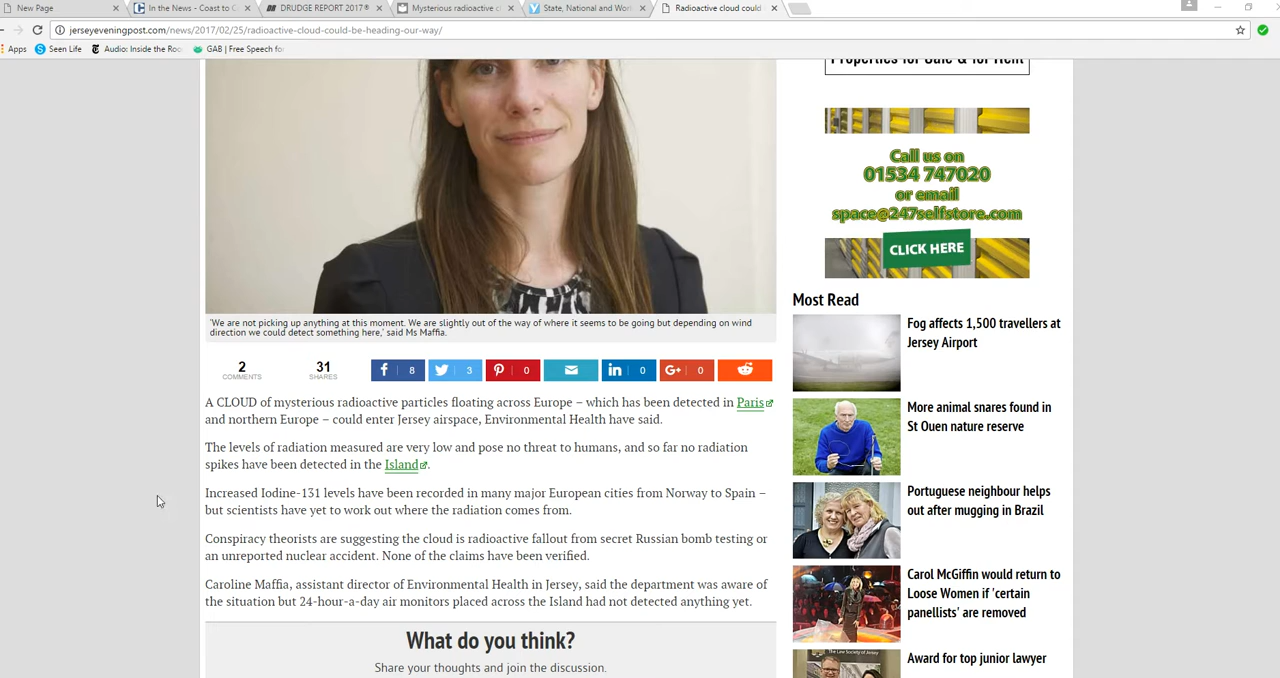 New Page
In the News - Coast to C
DRUDGE REPORT 2017®
Mysterious radioactive c
State, National and Wor
Radioactive cloud could
jerseyeveningpost.com/news/2017/02/25/radioactive-cloud-could-be-heading-our-way/
Apps
Seen Life
Audio: Inside the Roo
GAB | Free Speech fo
Properties for Sale & for Rent
Call us on
01534 747020
or email
space@247selfstore.com
CLICK HERE
'We are not picking up anything at this moment. We are slightly out of the way of where it seems to be going but depending on wind
direction we could detect something here,' said Ms Maffia.
2
COMMENTS
31
SHARES
8
3
0
0
G+ 0
A CLOUD of mysterious radioactive particles floating across Europe – which has been detected in Paris
and northern Europe – could enter Jersey airspace, Environmental Health have said.
The levels of radiation measured are very low and pose no threat to humans, and so far no radiation
spikes have been detected in the Island.
Increased Iodine-131 levels have been recorded in many major European cities from Norway to Spain –
but scientists have yet to work out where the radiation comes from.
Conspiracy theorists are suggesting the cloud is radioactive fallout from secret Russian bomb testing or
an unreported nuclear accident. None of the claims have been verified.
Caroline Maffia, assistant director of Environmental Health in Jersey, said the department was aware of
the situation but 24-hour-a-day air monitors placed across the Island had not detected anything yet.
What do you think?
Share your thoughts and join the discussion.
Most Read
Fog affects 1,500 travellers at
Jersey Airport
More animal snares found in
St Ouen nature reserve
Portuguese neighbour helps
out after mugging in Brazil
Carol McGiffin would return to
Loose Women if 'certain
panellists' are removed
Award for top junior lawyer